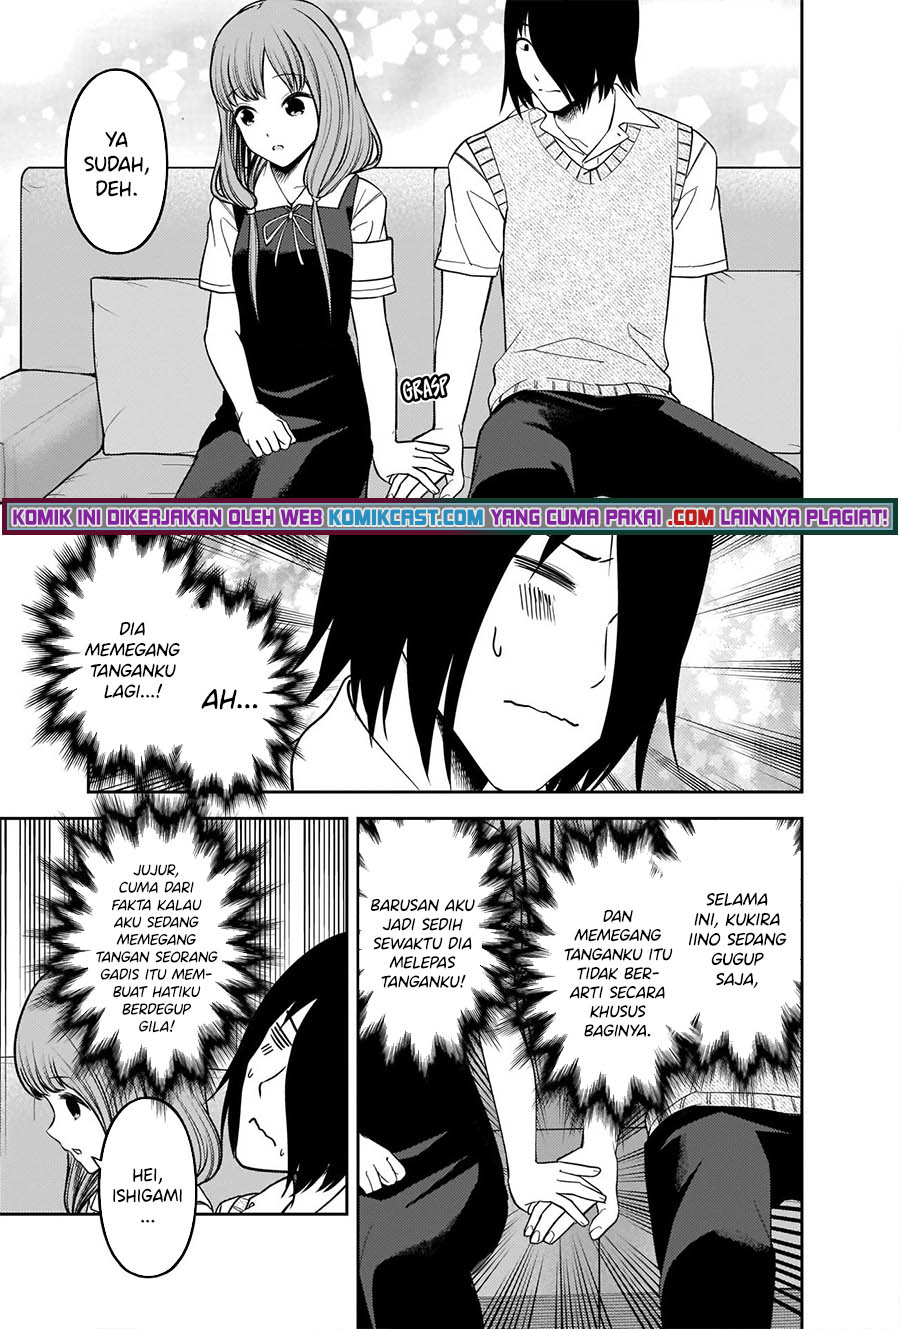 YA
SUDAH,
DEH.
GRASP
KOMIK INI DIKERJAKAN OLEH WEB KOMIKCAST.COM YANG CUMA PAKAI .COM LAINNYA PLAGIAT!
AH...
DIA
MEMEGANG
TANGANKU
LAGI...!
SELAMA
INI, KUKIRA
IINO SEDANG
GUGUP
SAJA,
DAN
MEMEGANG
TANGANKU ITU
TIDAK BER-
ARTI SECARA
KHUSUS
BAGINYA.
BARUSAN AKU
JADI SEDIH
SEWAKTU DIA
MELEPAS
TANGANKU!
JUJUR,
CUMA DARI
FAKTA KALAU
AKU SEDANG
MEMEGANG
TANGAN SEORANG
GADIS ITU MEM-
BUAT HATIKU
BERDEGUP
GILA!
HEI,
ISHIGAMI
...